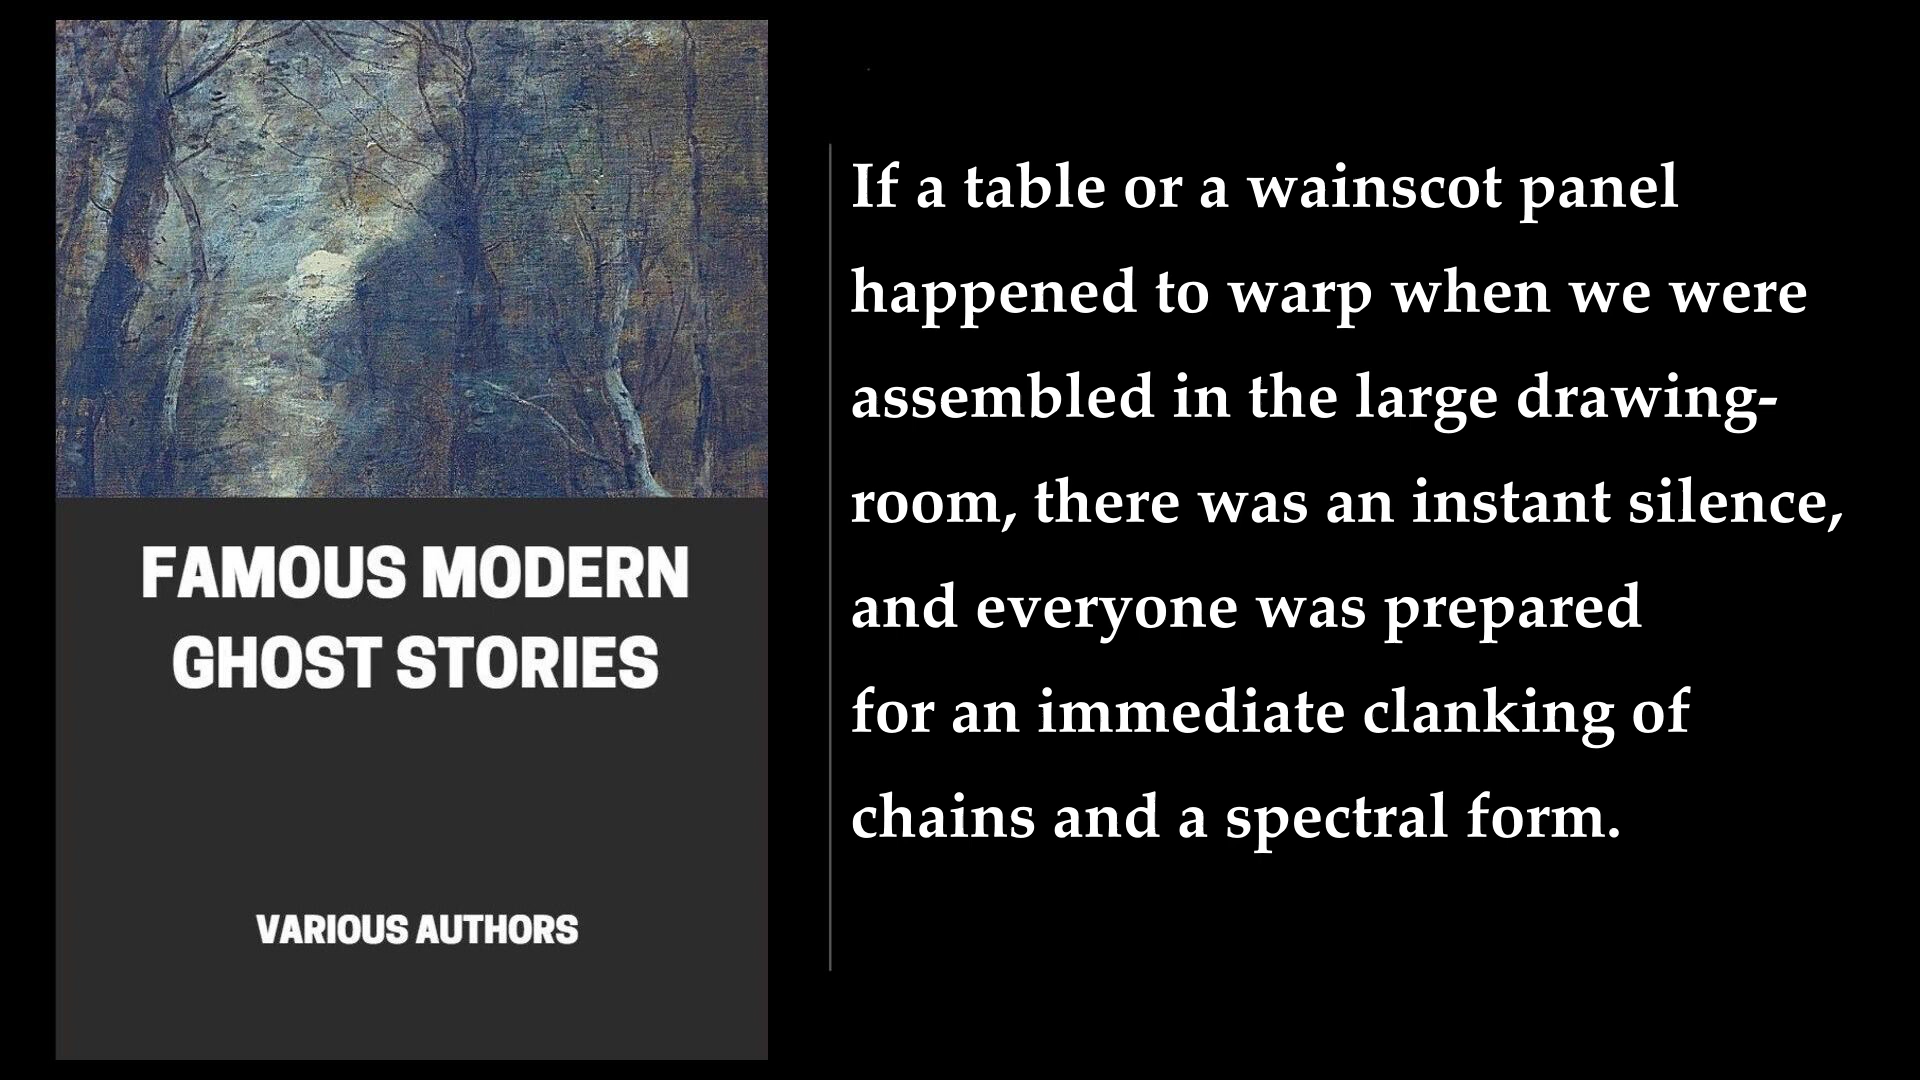 FAMOUS MODERN
GHOST STORIES
VARIOUS AUTHORS
If a table or a wainscot panel
happened to warp when we were
assembled in the large drawing-
room, there was an instant silence,
and everyone was prepared
for an immediate clanking of
chains and a spectral form.